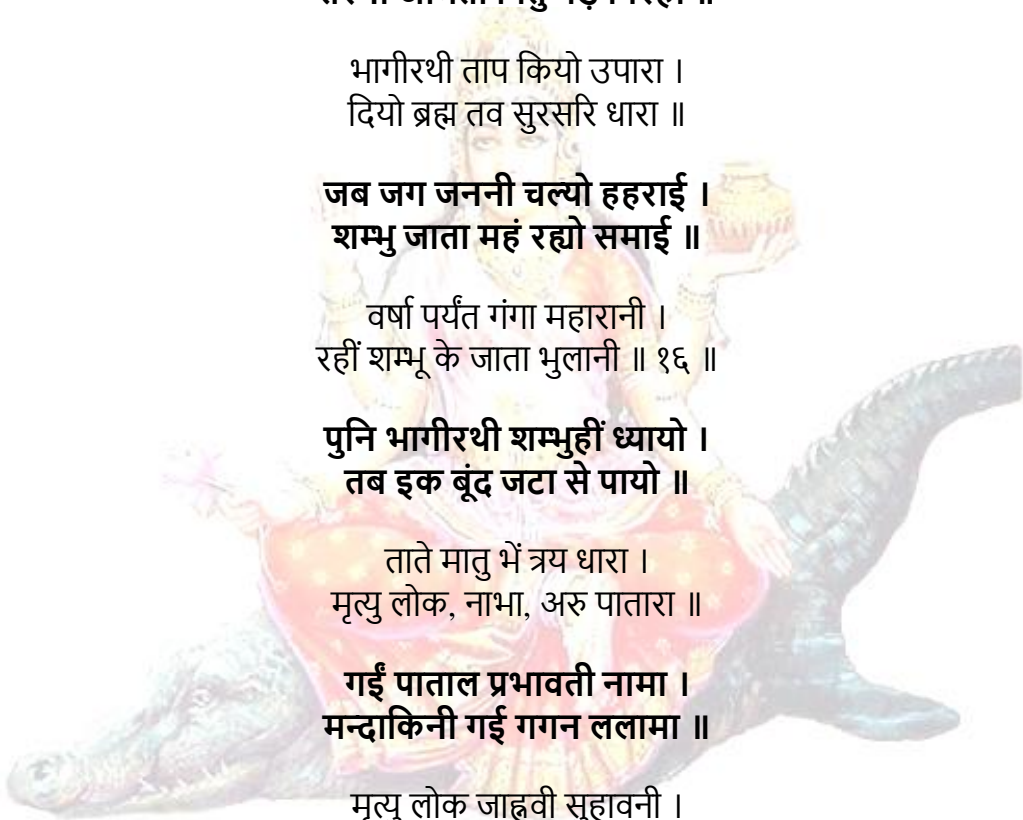 भागीरथी ताप कियो उपारा ।
दियो ब्रह्म तव सुरसरि धारा ॥
जब जग जननी चल्यो हहराई ।
शम्भु जाता महं रह्यो समाई ॥
वर्षा पर्यंत गंगा महारानी ।
रहीं शम्भू के जाता भुलानी ॥ १६ ॥
पुनि भागीरथी शम्भुहीं ध्यायो ।
तब इक बूंद जटा से पायो ॥
ताते मातु भें त्रय धारा ।
मृत्यु लोक, नाभा, अरु पातारा ॥
गईं पाताल प्रभावती नामा ।
मन्दाकिनी गई गगन ललामा ॥
मृत्यु लोक जाह्नवी सुहावनी ।